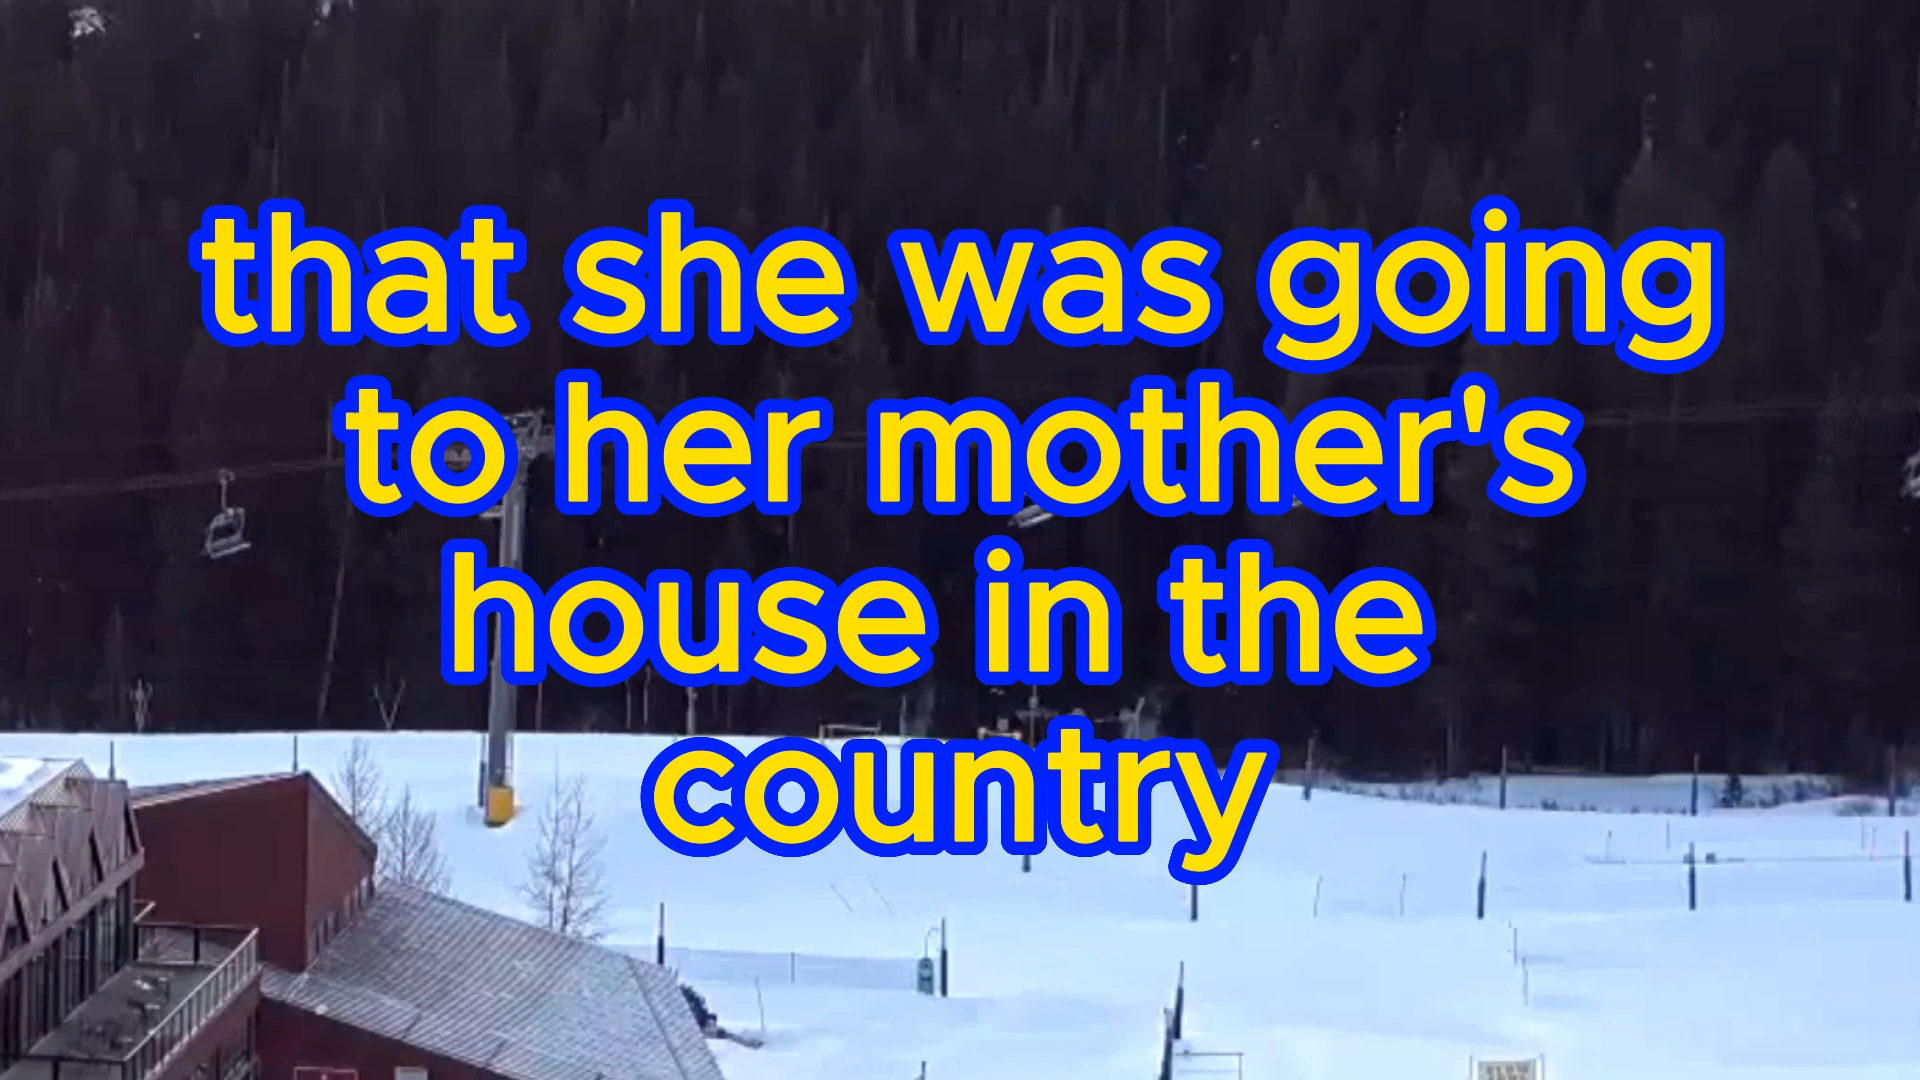 that she was going
to her mother's
house in the
country